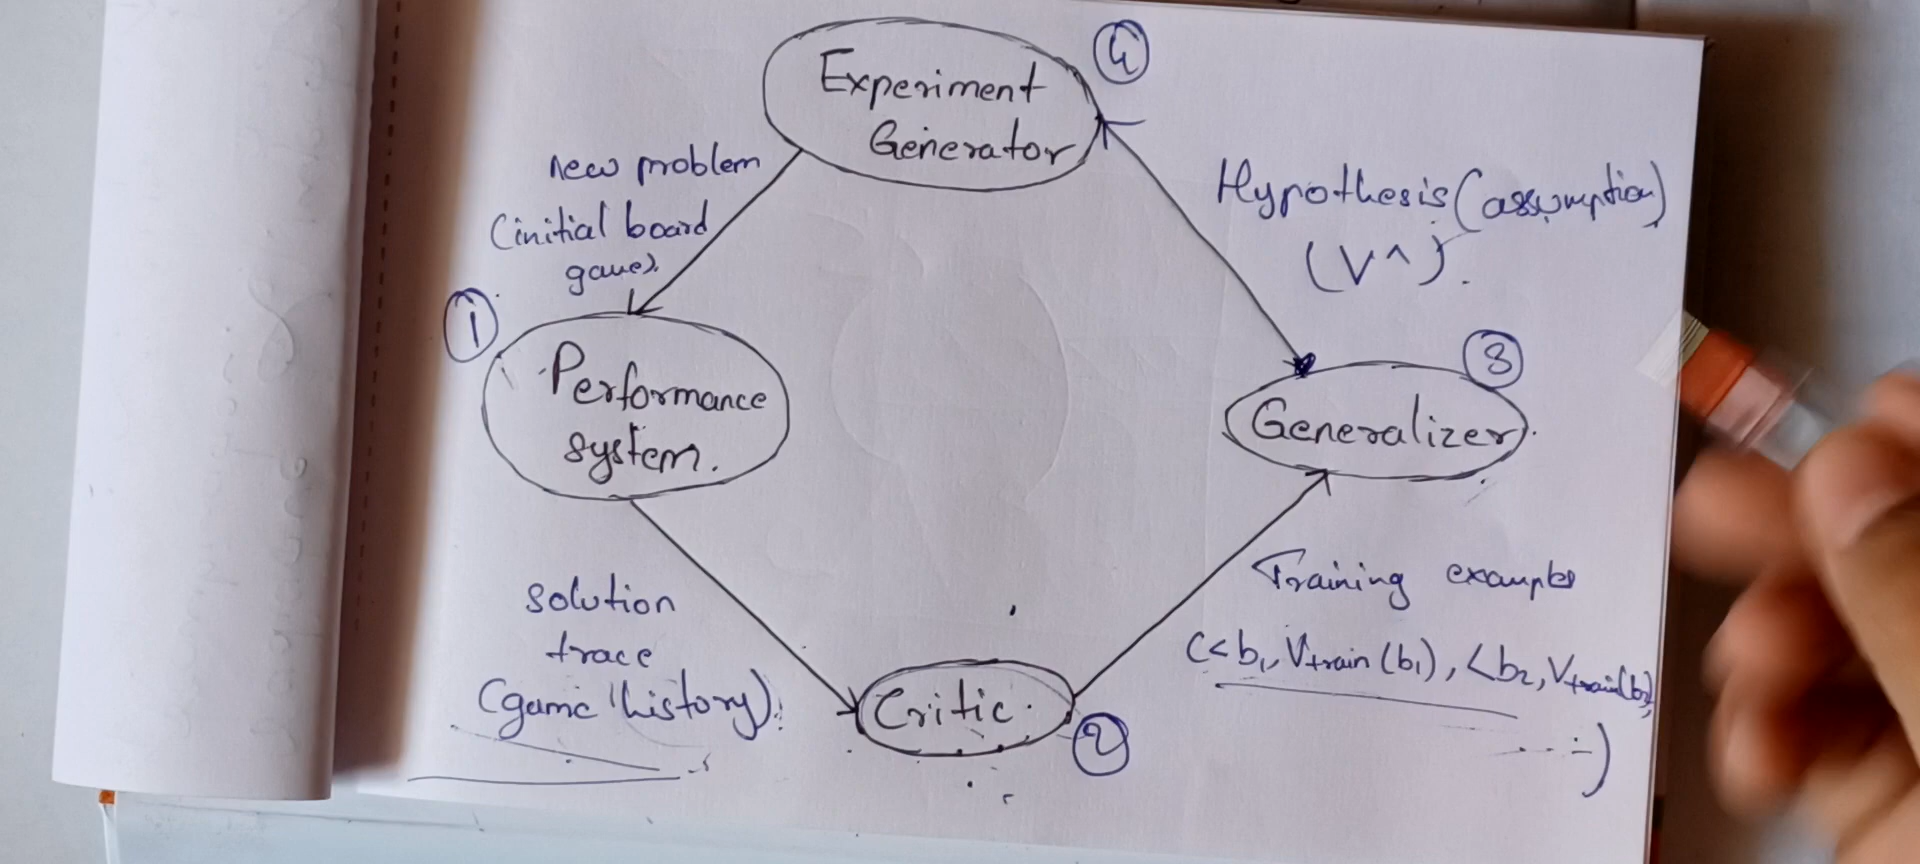 Experiment
Generator
4
new problem
(initial board
game).
Hypothesis (assumption)
(V^).
1
Performance
system.
3
Generalizer.
solution
trace
(game history).
Training examples
(<b1, Vtrain(b1), <b2, Vtrain(b2),
....)
Critic.
2